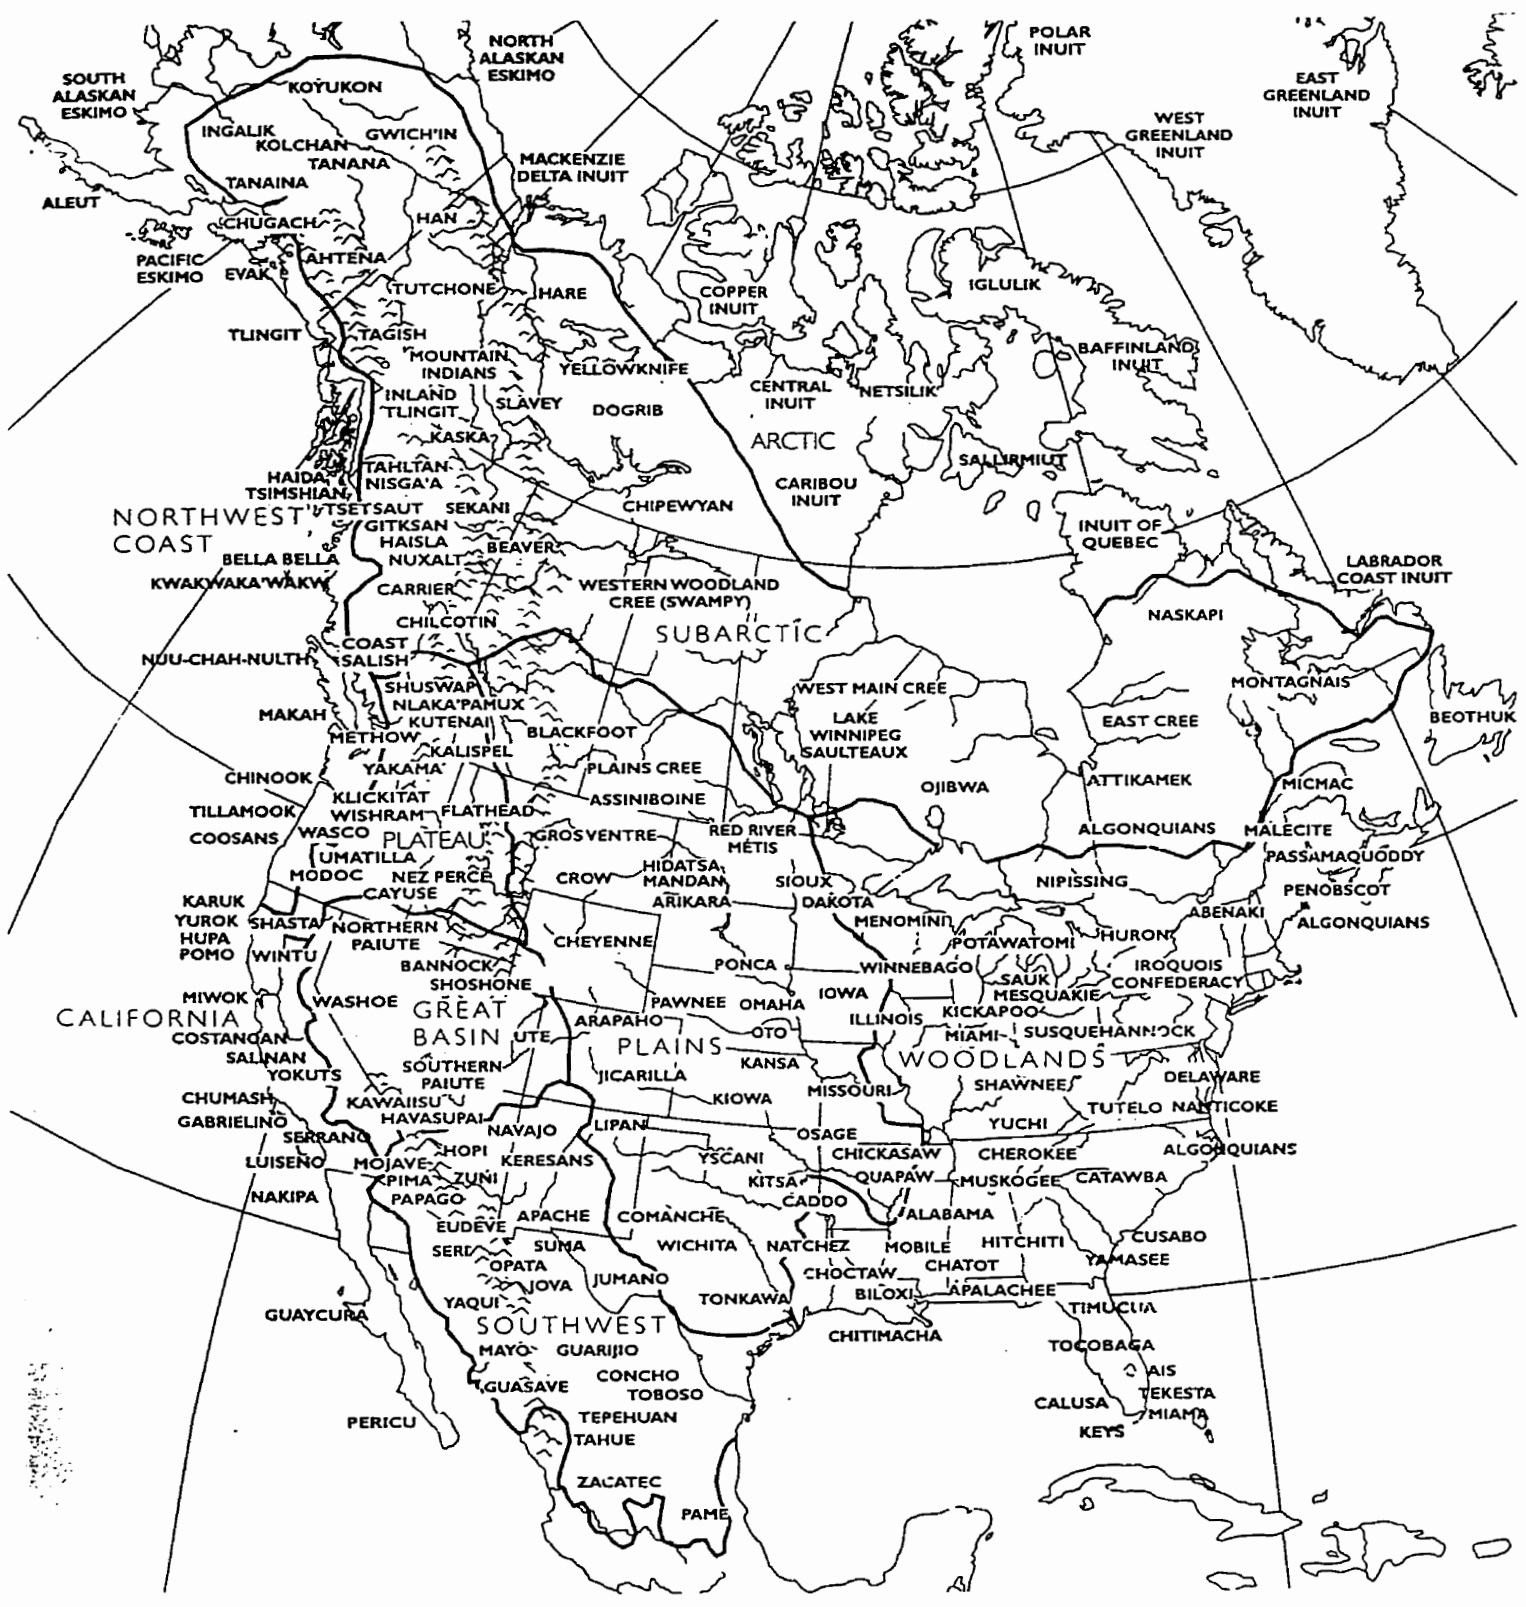 NORTH
ALASKAN
ESKIMO
POLAR
INUIT
SOUTH
ALASKAN
ESKIMO
KOYUKON
EAST
GREENLAND
INUIT
WEST
GREENLAND
INUIT
INGALIK
KOLCHAN
GWICH'IN
TANANA
MACKENZIE
DELTA INUIT
TANAINA
ALEUT
CHUGACH
HAN
PACIFIC
ESKIMO
EYAK
AHTENA
TUTCHONE
HARE
COPPER
INUIT
IGLULIK
TLINGIT
TAGISH
MOUNTAIN
INDIANS
YELLOWKNIFE
BAFFINLAND
INUIT
INLAND
TLINGIT
SLAVEY
DOGRIB
CENTRAL
INUIT
NETSILIK
KASKA
ARCTIC
SALLIRMIUT
TAHLTAN
NISGA'A
HAIDA
TSIMSHIAN
CARIBOU
INUIT
TSETSAUT
SEKANI
CHIPEWYAN
NORTHWEST
COAST
GITKSAN
HAISLA
INUIT OF
QUEBEC
BELLA BELLA
NUXALT
BEAVER
LABRADOR
COAST INUIT
KWAKWAKA'WAKW
CARRIER
WESTERN WOODLAND
CREE (SWAMPY)
NASKAPI
CHILCOTIN
SUBARCTIC
COAST
SALISH
NUU-CHAH-NULTH
SHUSWAP
NLAKA'PAMUX
KUTENAI
WEST MAIN CREE
MONTAGNAIS
MAKAH
METHOW
BLACKFOOT
LAKE
WINNIPEG
SAULTEAUX
EAST CREE
BEOTHUK
KALISPEL
YAKAMA
PLAINS CREE
CHINOOK
OJIBWA
ATTIKAMEK
MICMAC
KLICKITAT
WISHRAM
FLATHEAD
ASSINIBOINE
TILLAMOOK
COOSANS
WASCO
PLATEAU
GROS VENTRE
RED RIVER
MÉTIS
ALGONQUIANS
MALECITE
UMATILLA
PASSAMAQUODDY
MODOC
NEZ PERCE
CROW
HIDATSA
MANDAN
ARIKARA
SIOUX
DAKOTA
NIPISSING
PENOBSCOT
CAYUSE
KARUK
YUROK
HUPA
POMO
SHASTA
NORTHERN
PAIUTE
MENOMINI
ABENAKI
ALGONQUIANS
WINTU
CHEYENNE
POTAWATOMI
HURON
BANNOCK
SHOSHONE
PONCA
WINNEBAGO
SAUK
MESQUAKIE
IROQUOIS
CONFEDERACY
MIWOK
WASHOE
GREAT
BASIN
PAWNEE
OMAHA
IOWA
KICKAPOO
CALIFORNIA
COSTANOAN
UTE
ARAPAHO
PLAINS
OTO
ILLINOIS
MIAMI
SUSQUEHANNOCK
SALINAN
YOKUTS
SOUTHERN
PAIUTE
JICARILLA
KANSA
WOODLANDS
MISSOURI
SHAWNEE
DELAWARE
CHUMASH
KAWAIISU
HAVASUPAI
KIOWA
TUTELO
NANTICOKE
GABRIELINO
SERRANO
NAVAJO
LIPAN
OSAGE
YUCHI
HOPI
LUISENO
MOJAVE
PIMA
ZUNI
KERESANS
YSCANI
CHICKASAW
CHEROKEE
ALGONQUIANS
NAKIPA
PAPAGO
KITSA
QUAPAW
MUSKOGEE
CATAWBA
CADDO
EUDEVE
APACHE
COMANCHE
ALABAMA
SERI
SUMA
WICHITA
NATCHEZ
MOBILE
HITCHITI
CUSABO
OPATA
JOVA
JUMANO
CHOCTAW
CHATOT
YAMASEE
YAQUI
TONKAWA
BILOXI
APALACHEE
GUAYCURA
SOUTHWEST
TIMUCUA
MAYO
GUARIJIO
CHITIMACHA
TOCOBAGA
GUASAVE
CONCHO
TOBOSO
AIS
TEKESTA
MIAMA
CALUSA
KEYS
PERICU
TEPEHUAN
TAHUE
ZACATEC
PAME